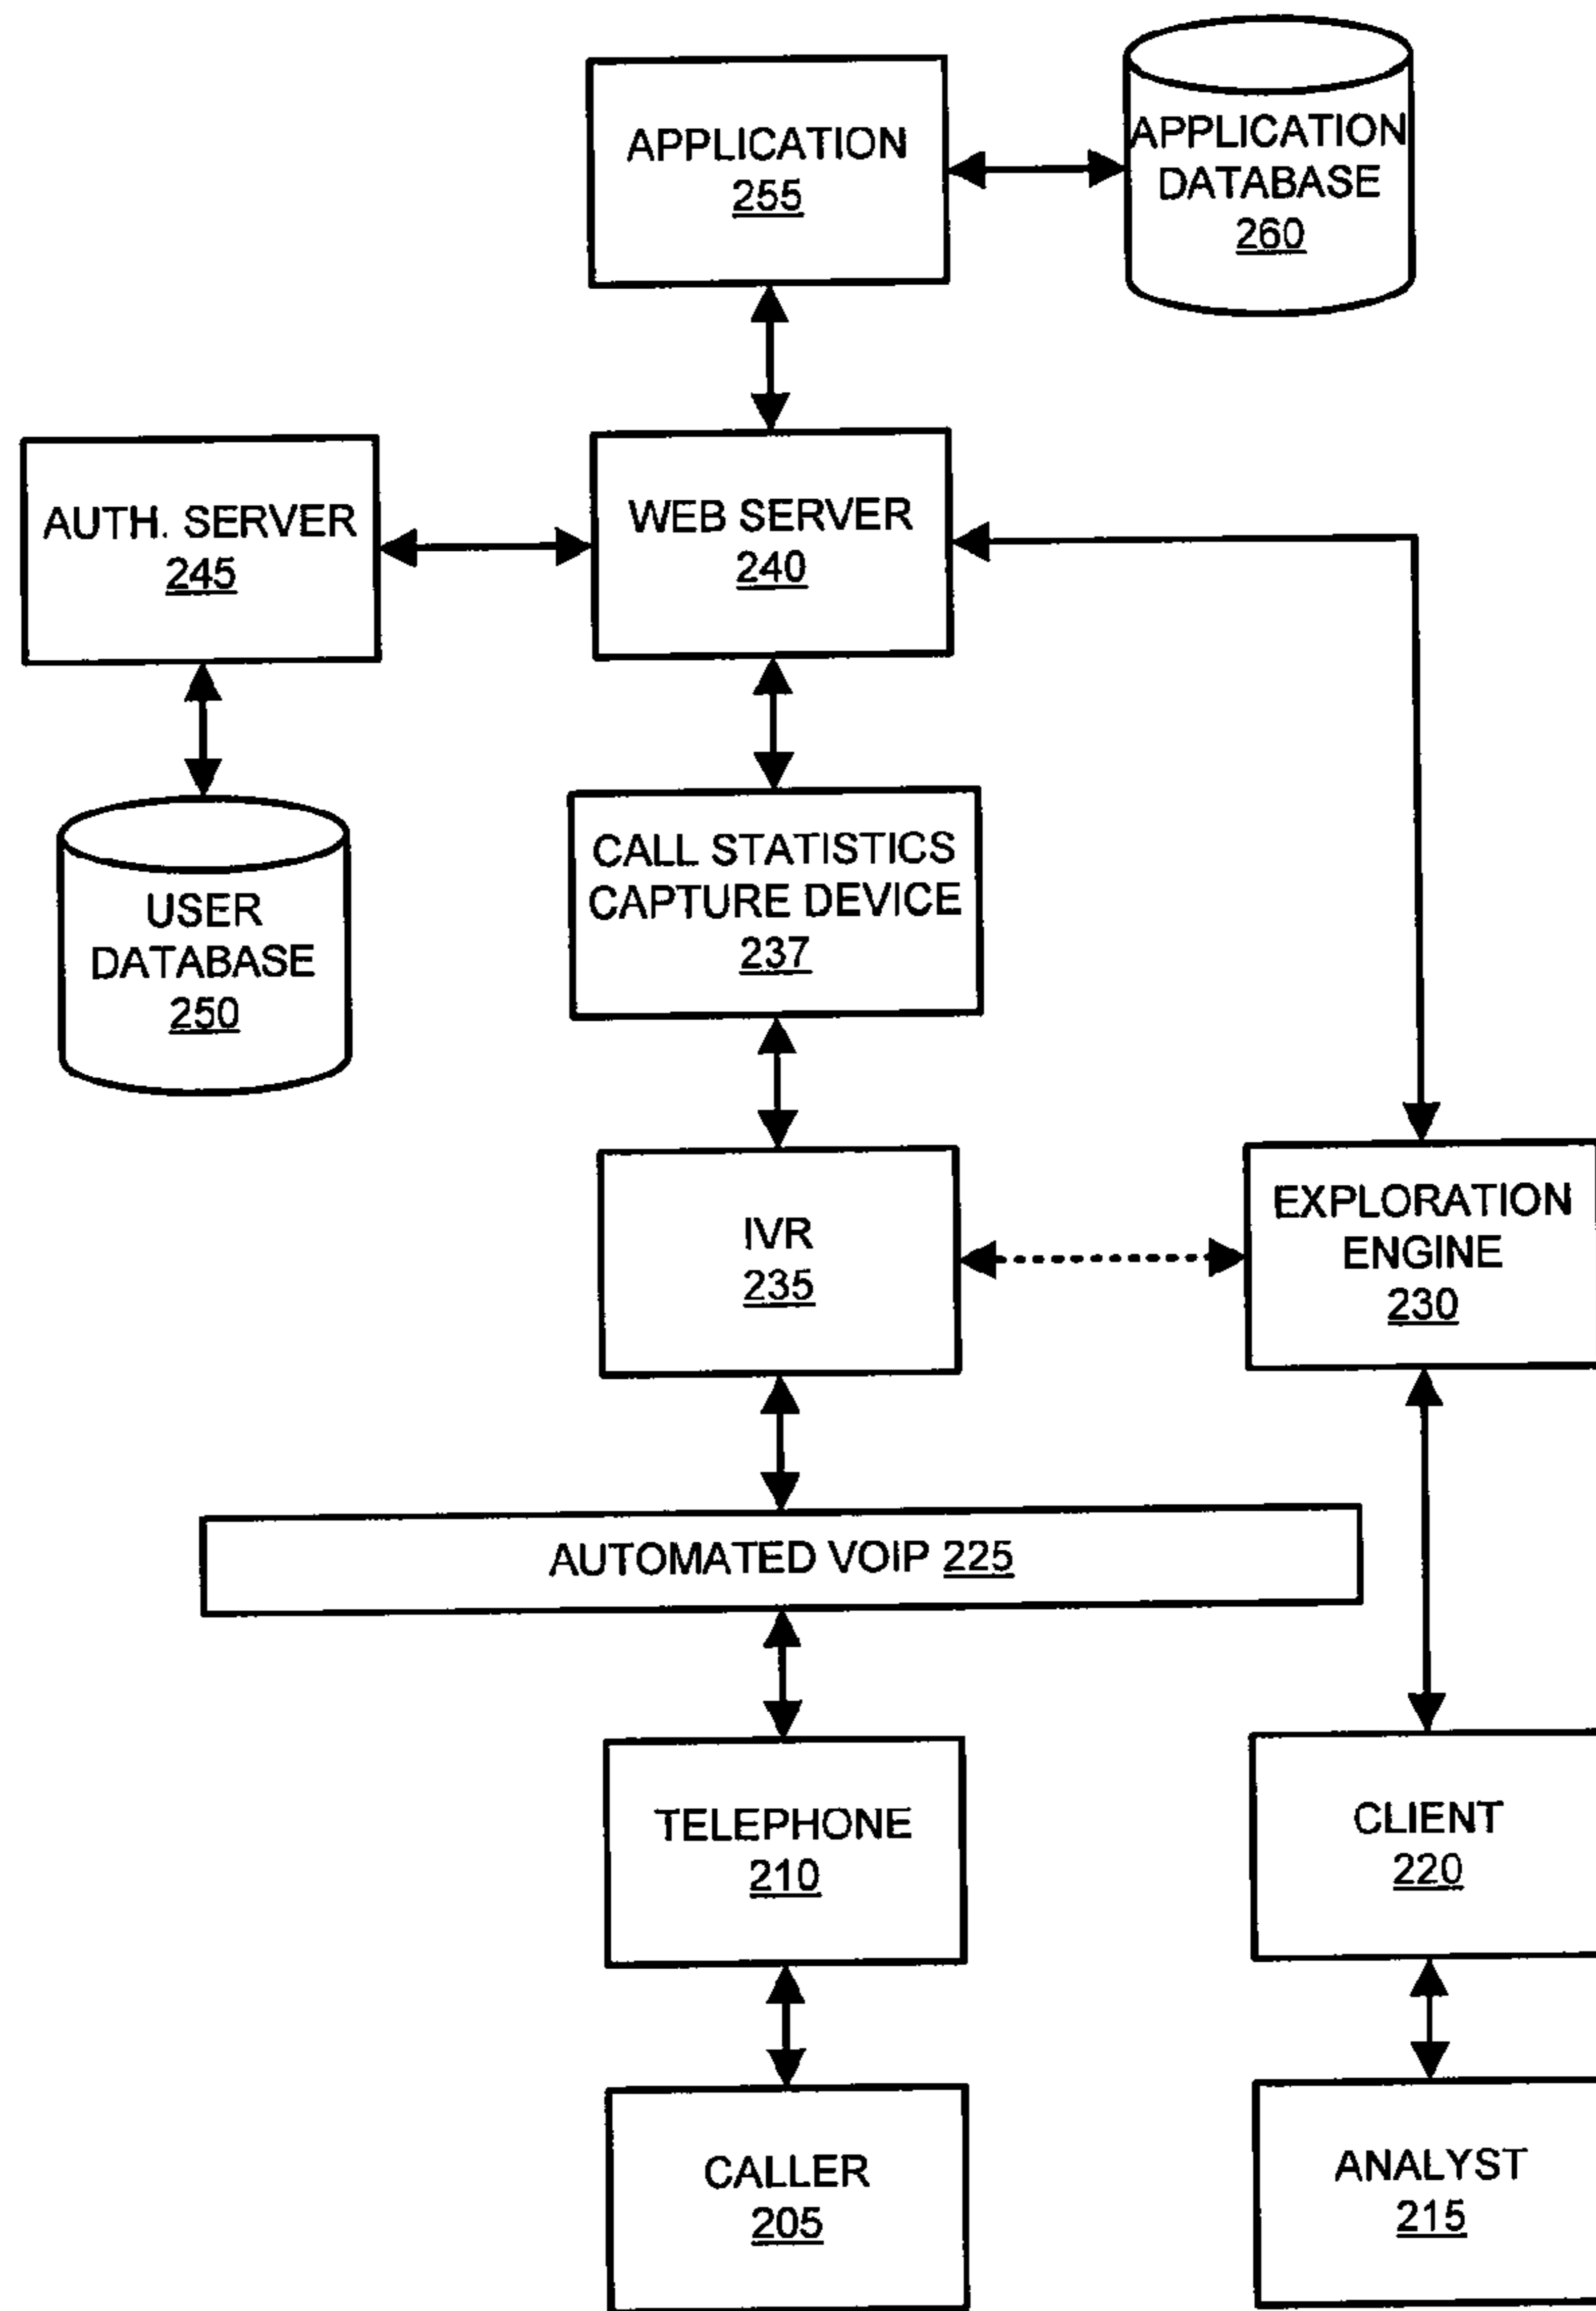 APPLICATION
255
APPLICATION
DATABASE
260
AUTH. SERVER
245
WEB SERVER
240
USER
DATABASE
250
CALL STATISTICS
CAPTURE DEVICE
237
IVR
235
EXPLORATION
ENGINE
230
AUTOMATED VOIP 225
TELEPHONE
210
CLIENT
220
CALLER
205
ANALYST
215